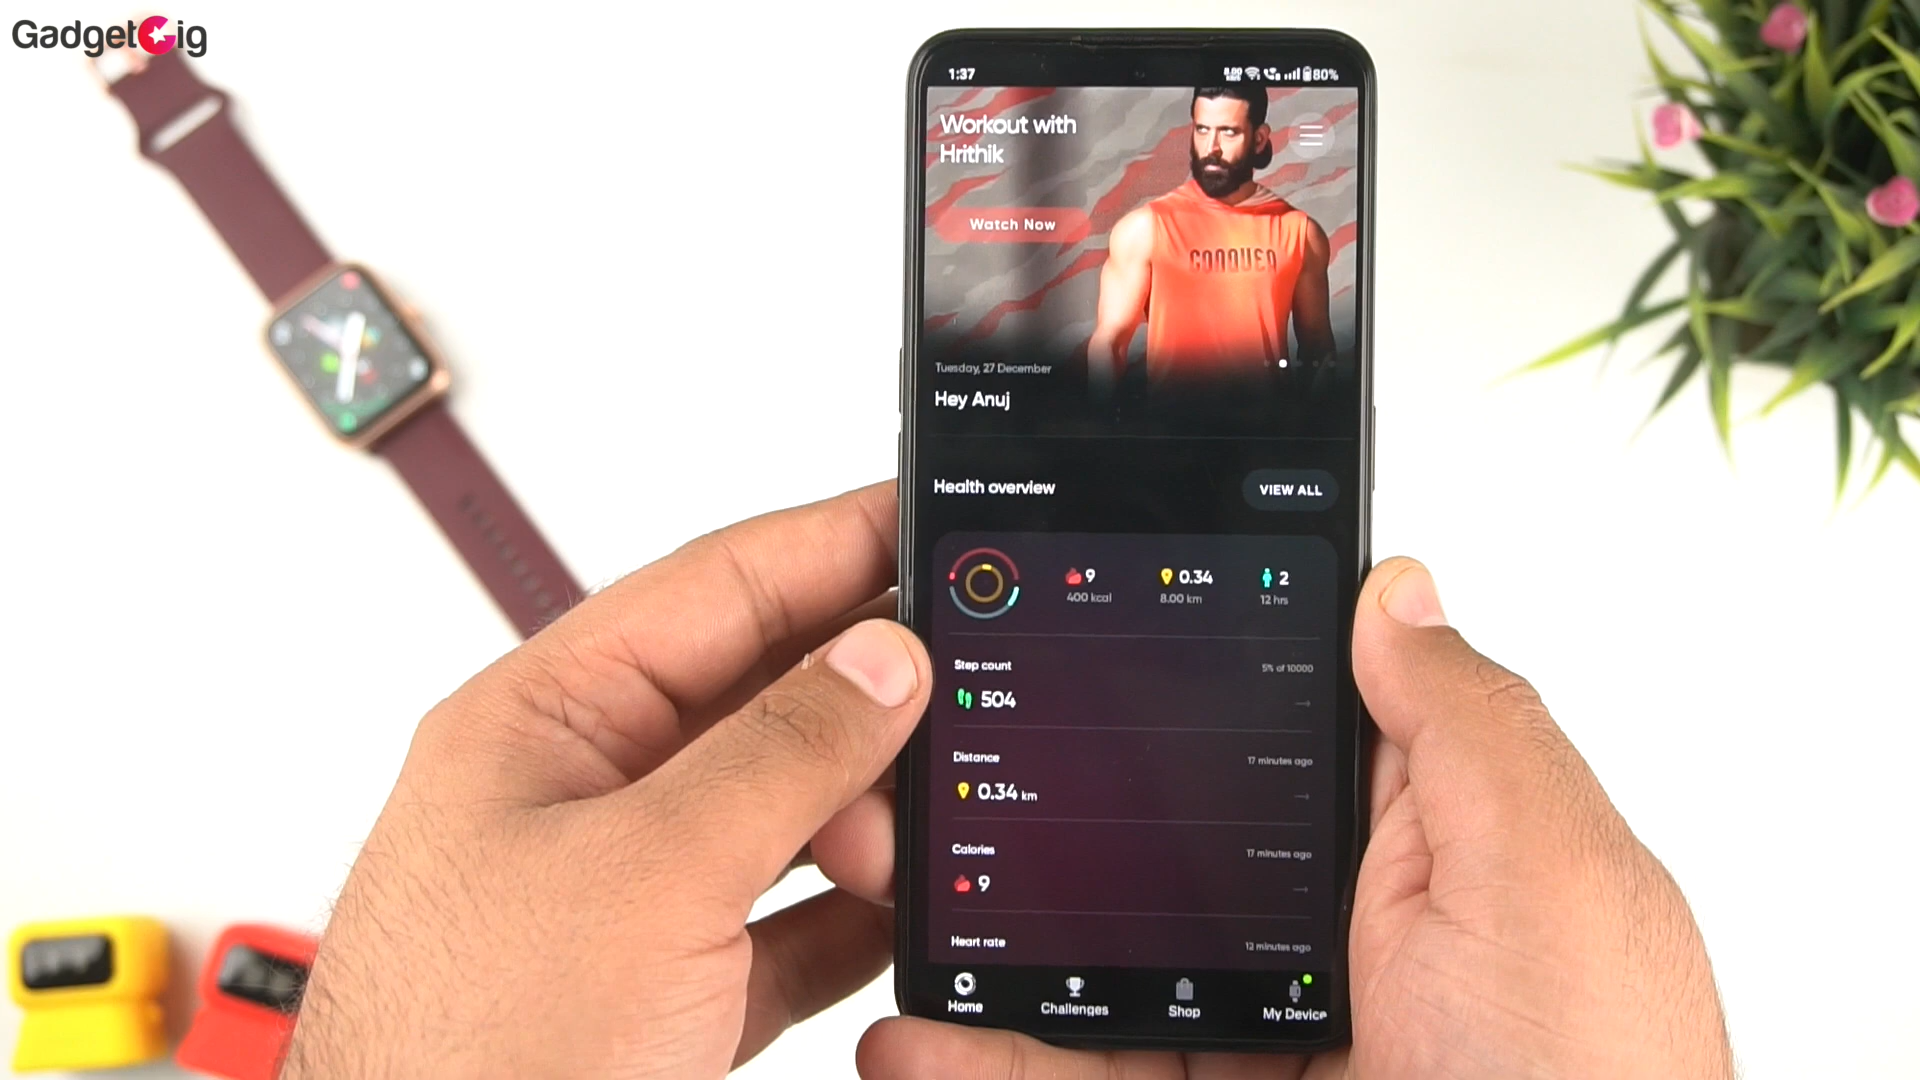 GadgetGig
1:37
80%
Workout with
Hrithik
Watch Now
CONQUER
Tuesday, 27 December
Hey Anuj
Health overview
VIEW ALL
9
400 kcal
0.34
8.00 km
2
12 hrs
Step count
5% of 10000
504
Distance
17 minutes ago
0.34 km
Calories
17 minutes ago
9
Heart rate
12 minutes ago
Home
Challenges
Shop
My Device